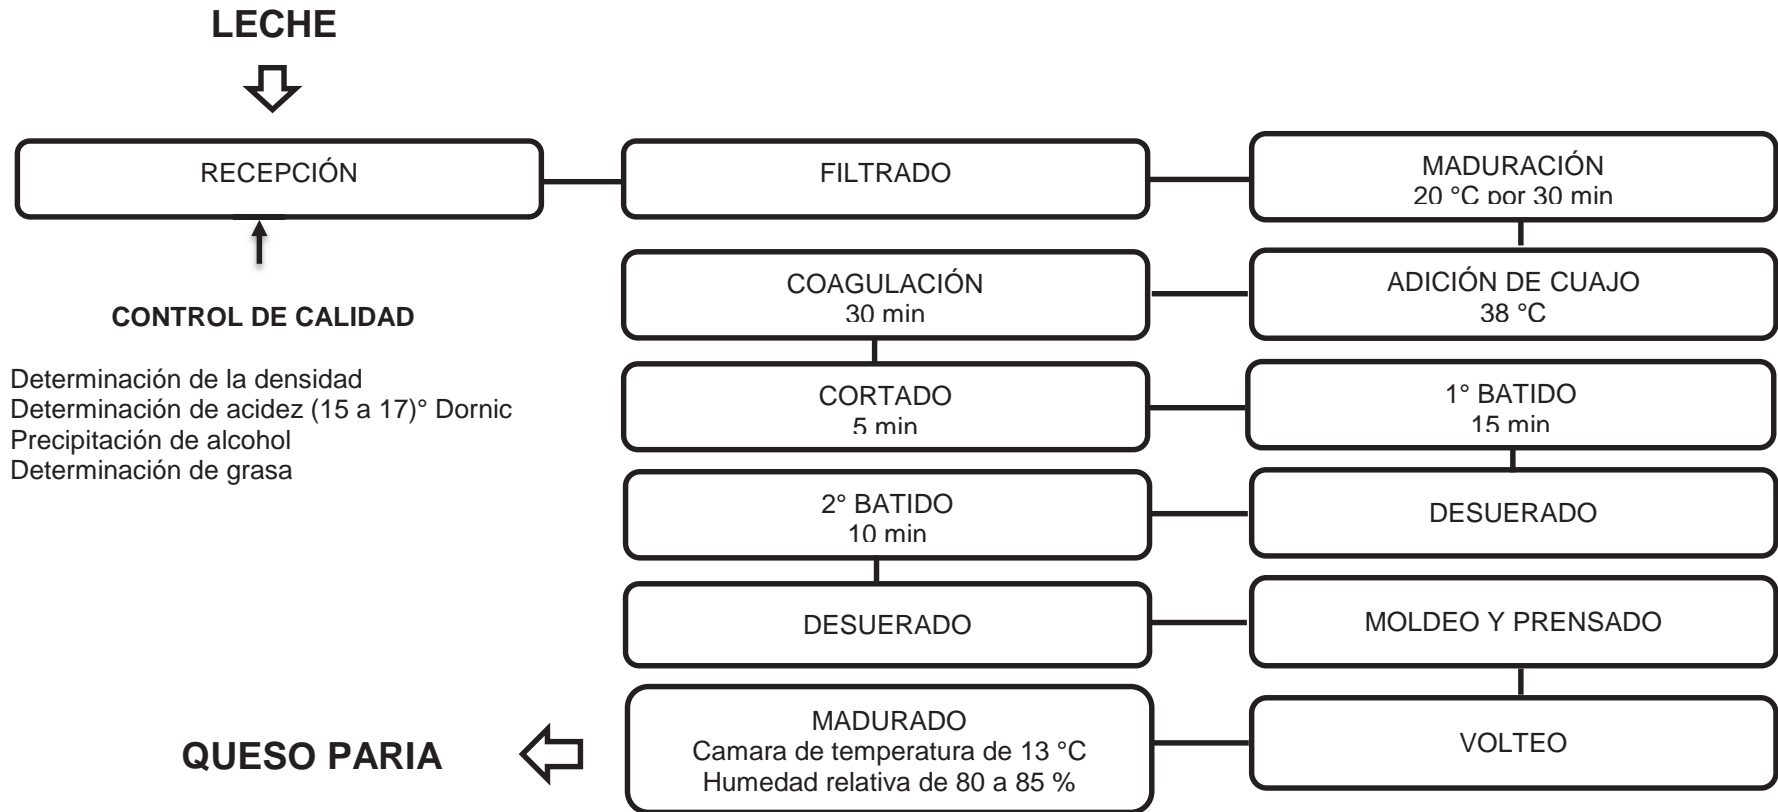 LECHE
RECEPCIÓN
FILTRADO
MADURACIÓN
20 °C por 30 min
COAGULACIÓN
30 min
ADICIÓN DE CUAJO
38 °C
CONTROL DE CALIDAD
Determinación de la densidad
Determinación de acidez (15 a 17)° Dornic
Precipitación de alcohol
Determinación de grasa
CORTADO
5 min
1° BATIDO
15 min
2° BATIDO
10 min
DESUERADO
DESUERADO
MOLDEO Y PRENSADO
MADURADO
Camara de temperatura de 13 °C
Humedad relativa de 80 a 85 %
VOLTEO
QUESO PARIA